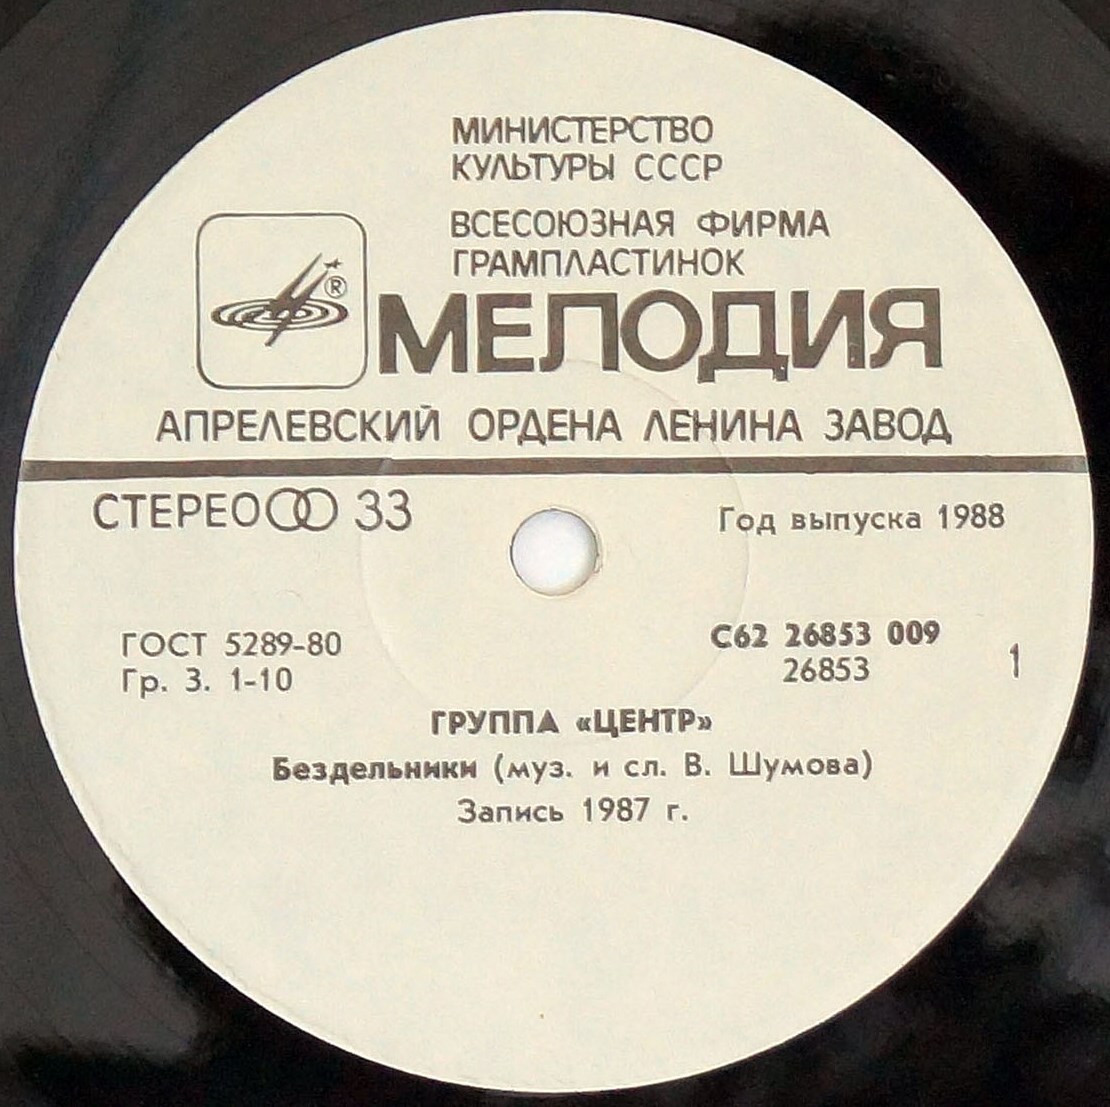 МИНИСТЕРСТВО
КУЛЬТУРЫ СССР
ВСЕСОЮЗНАЯ ФИРМА
ГРАМПЛАСТИНОК
®
МЕЛОДИЯ
АПРЕЛЕВСКИЙ ОРДЕНА ЛЕНИНА ЗАВОД
СТЕРЕО 33
Год выпуска 1988
ГОСТ 5289-80
Гр. 3. 1-10
С62 26853 009
26853
1
ГРУППА «ЦЕНТР»
Бездельники (муз. и сл. В. Шумова)
Запись 1987 г.